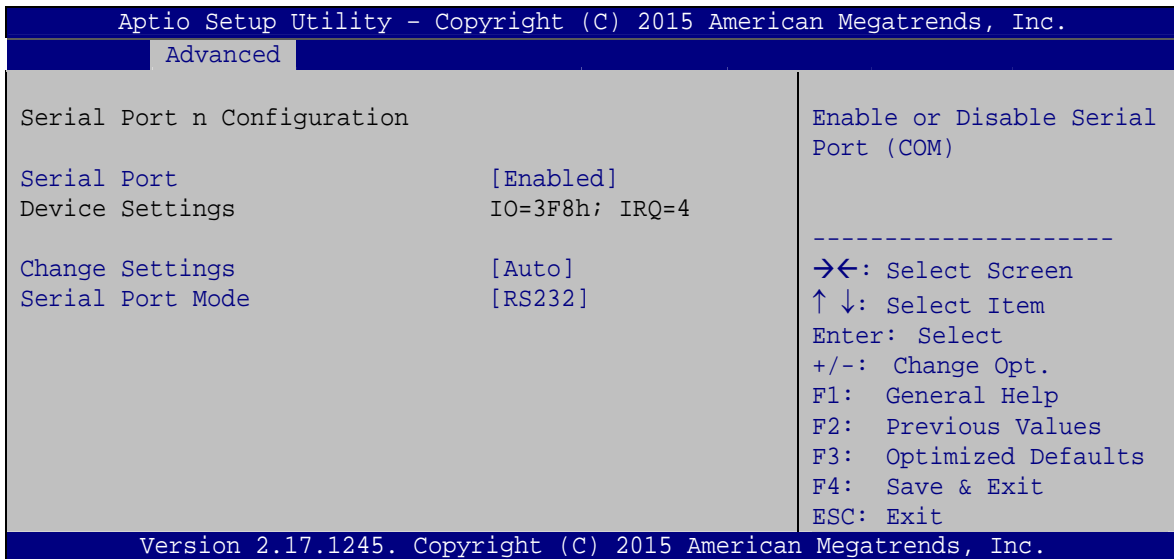 Aptio Setup Utility – Copyright (C) 2015 American Megatrends, Inc.
Advanced
Serial Port n Configuration
Serial Port [Enabled]
Device Settings IO=3F8h; IRQ=4
Change Settings [Auto]
Serial Port Mode [RS232]
Enable or Disable Serial
Port (COM)
---------------------
→←: Select Screen
↑ ↓: Select Item
Enter: Select
+/-: Change Opt.
F1: General Help
F2: Previous Values
F3: Optimized Defaults
F4: Save & Exit
ESC: Exit
Version 2.17.1245. Copyright (C) 2015 American Megatrends, Inc.